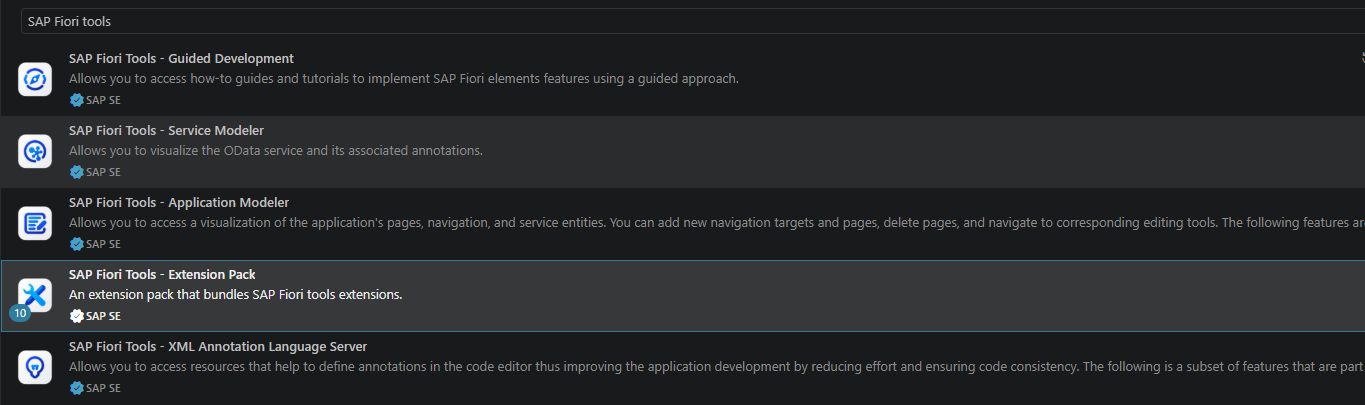 SAP Fiori tools
SAP Fiori Tools - Guided Development
Allows you to access how-to guides and tutorials to implement SAP Fiori elements features using a guided approach.
SAP SE
SAP Fiori Tools - Service Modeler
Allows you to visualize the OData service and its associated annotations.
SAP SE
SAP Fiori Tools - Application Modeler
Allows you to access a visualization of the application's pages, navigation, and service entities. You can add new navigation targets and pages, delete pages, and navigate to corresponding editing tools. The following features are
SAP SE
SAP Fiori Tools - Extension Pack
An extension pack that bundles SAP Fiori tools extensions.
10
SAP SE
SAP Fiori Tools - XML Annotation Language Server
Allows you to access resources that help to define annotations in the code editor thus improving the application development by reducing effort and ensuring code consistency. The following is a subset of features that are part
SAP SE